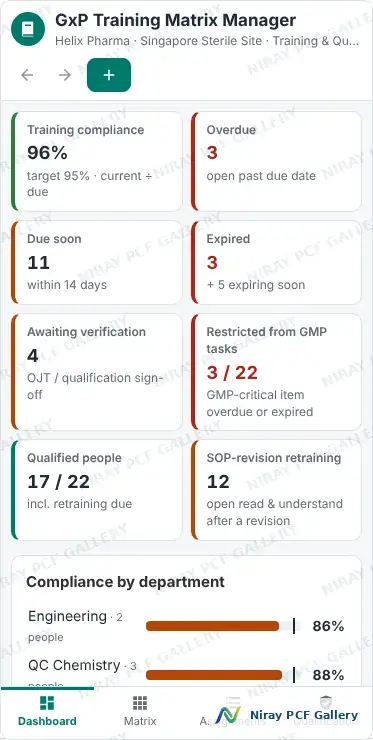 GxP Training Matrix Manager
Helix Pharma · Singapore Sterile Site · Training & Qu...
Training compliance
96%
target 95% · current ÷
due
Overdue
3
open past due date
Due soon
11
within 14 days
Expired
3
+ 5 expiring soon
Awaiting verification
4
OJT / qualification sign-
off
Restricted from GMP
tasks
3 / 22
GMP-critical item
overdue or expired
Qualified people
17 / 22
incl. retraining due
SOP-revision retraining
12
open read & understand
after a revision
Compliance by department
Engineering · 2
people
86%
QC Chemistry · 3
people
88%
Dashboard
Matrix
Niray PCF Gallery
NIRAY PCF GALLERY